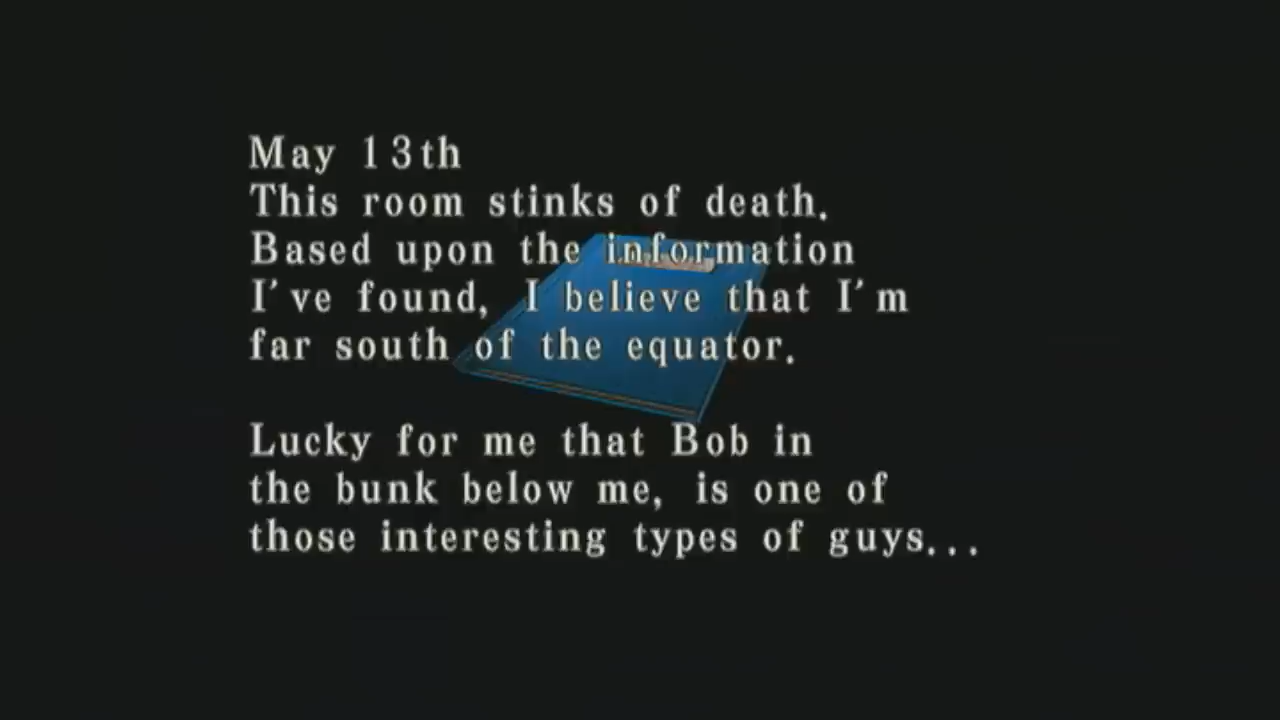 May 13th
This room stinks of death.
Based upon the information
I've found, I believe that I'm
far south of the equator.
Lucky for me that Bob in
the bunk below me, is one of
those interesting types of guys...